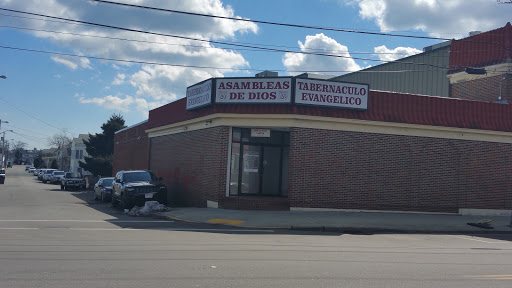 ASAMBLEAS
DE DIOS
TABERNACULO
EVANGELICO